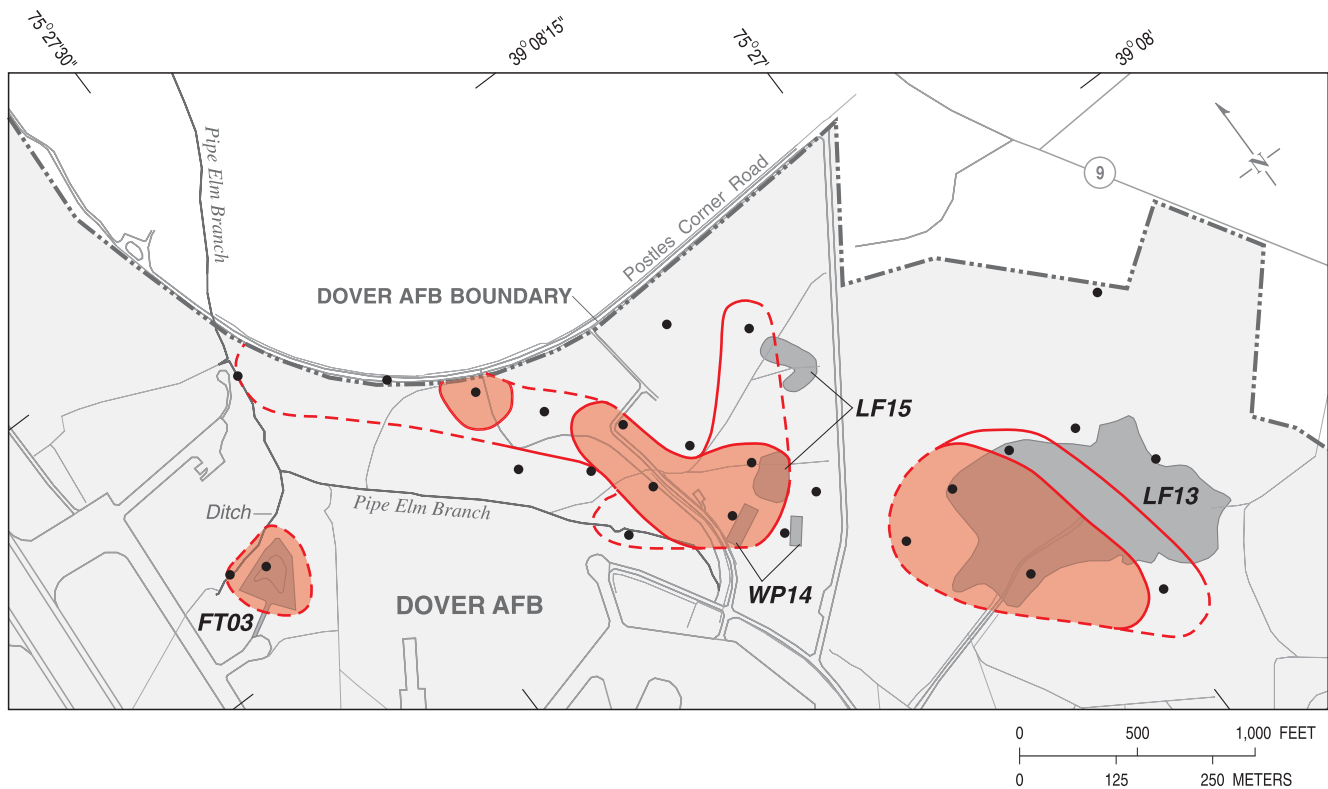 75°27'30"
39°08'15"
75°27'
39°08'
Pipe Elm Branch
Postles Corner Road
9
N
DOVER AFB BOUNDARY
LF15
LF13
Pipe Elm Branch
Ditch
WP14
DOVER AFB
FT03
0 500 1,000 FEET
0 125 250 METERS